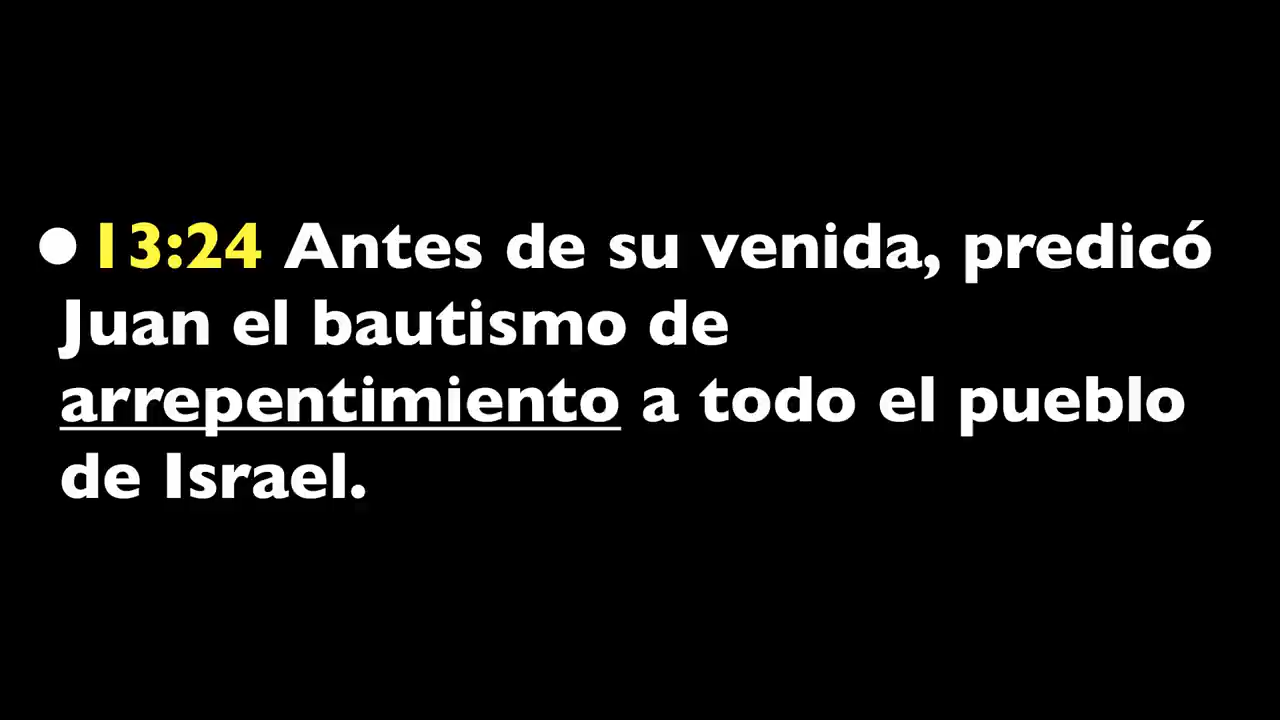 ● 13:24 Antes de su venida, predicó
Juan el bautismo de
arrepentimiento a todo el pueblo
de Israel.